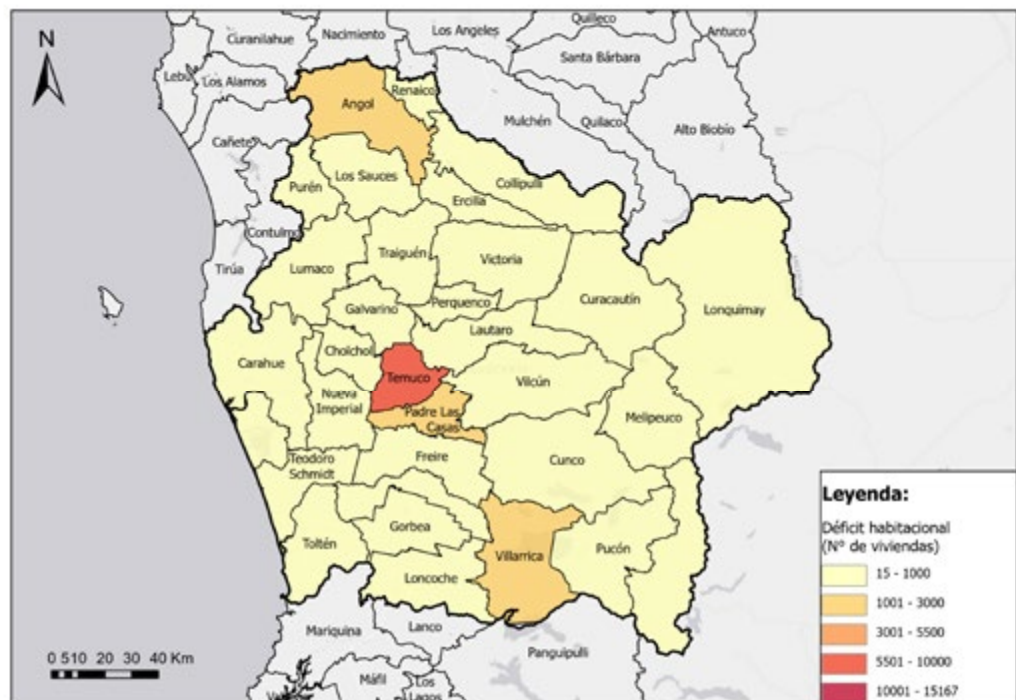 Quilleco
Nacimiento
Los Angeles
Antuco
Curanilahue
N
Santa Bárbara
Lebu
Los Alamos
Renaico
Angol
Mulchén
Quilaco
Alto Biobío
Cañete
Los Sauces
Purén
Collipulli
Ercilla
Contulmo
Traiguén
Victoria
Tirúa
Lumaco
Curacautín
Perquenco
Galvarino
Lonquimay
Lautaro
Cholchol
Carahue
Temuco
Vilcún
Nueva
Imperial
Padre Las
Casas
Melipeuco
Freire
Cunco
Teodoro
Schmidt
Leyenda:
Déficit habitacional
(N° de viviendas)
Gorbea
Toltén
Villarrica
Pucón
15 - 1000
Loncoche
1001 - 3000
Mariquina
Lanco
3001 - 5500
Panguipulli
0 5 10 20 30 40 Km
5501 - 10000
Máfil
Los
Lagos
10001 - 15167